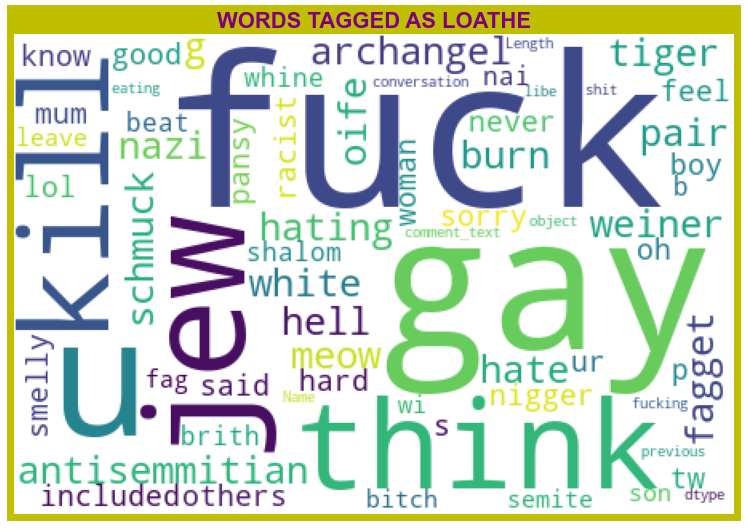 WORDS TAGGED AS LOATHE
know
good
g
archangel
Length
tiger
eating
whine
conversation
nai
libe
shit
feel
mum
beat
fuck
never
pair
leave
nazi
pansy
racist
oife
burn
boy
lol
kill
schmuck
woman
b
jew
hating
sorry
object
weiner
comment_text
shalom
oh
white
gay
u
hell
meow
hate
ur
fagget
smelly
fag
said
hard
p
Name
wi
nigger
fucking
brith
think
s
previous
antisemmitian
tw
includedothers
bitch
semite
son
dtype